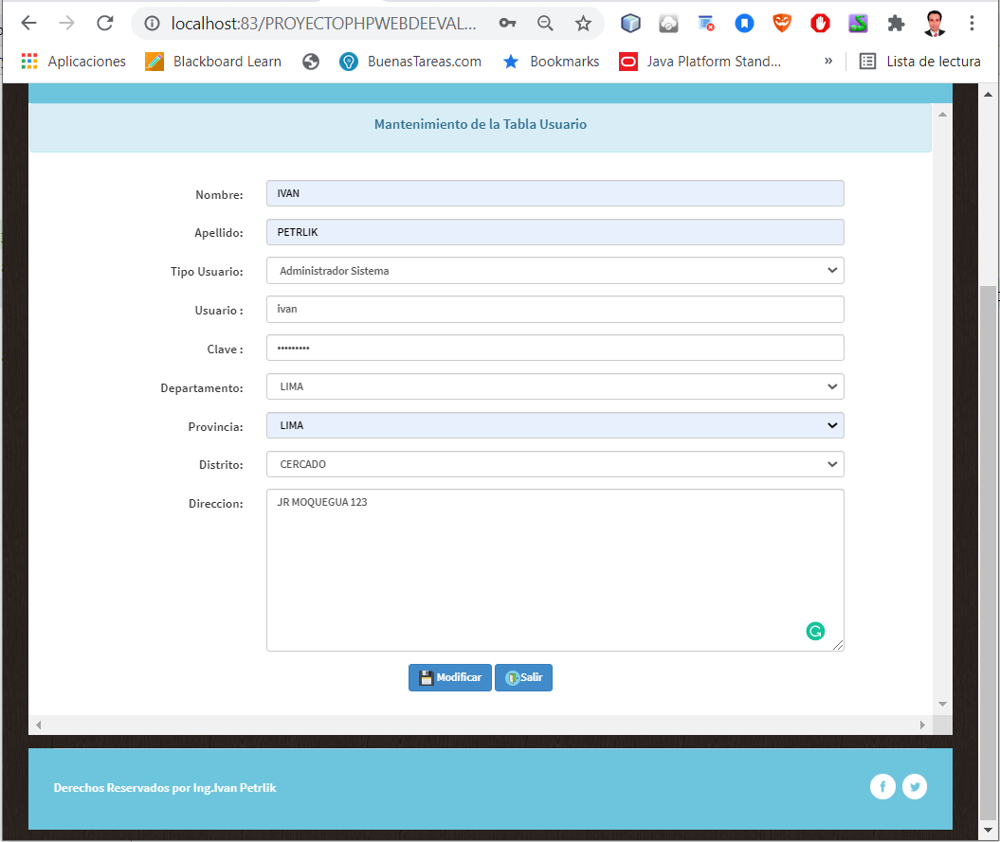 localhost:83/PROYECTOPHPWEBDEEVAL...
Aplicaciones
Blackboard Learn
BuenasTareas.com
Bookmarks
Java Platform Stand...
»
Lista de lectura
Mantenimiento de la Tabla Usuario
Nombre: IVAN
Apellido: PETRLIK
Tipo Usuario: Administrador Sistema
Usuario : ivan
Clave : •••••••••
Departamento: LIMA
Provincia: LIMA
Distrito: CERCADO
Direccion: JR MOQUEGUA 123
Modificar Salir
Derechos Reservados por Ing.Ivan Petrlik